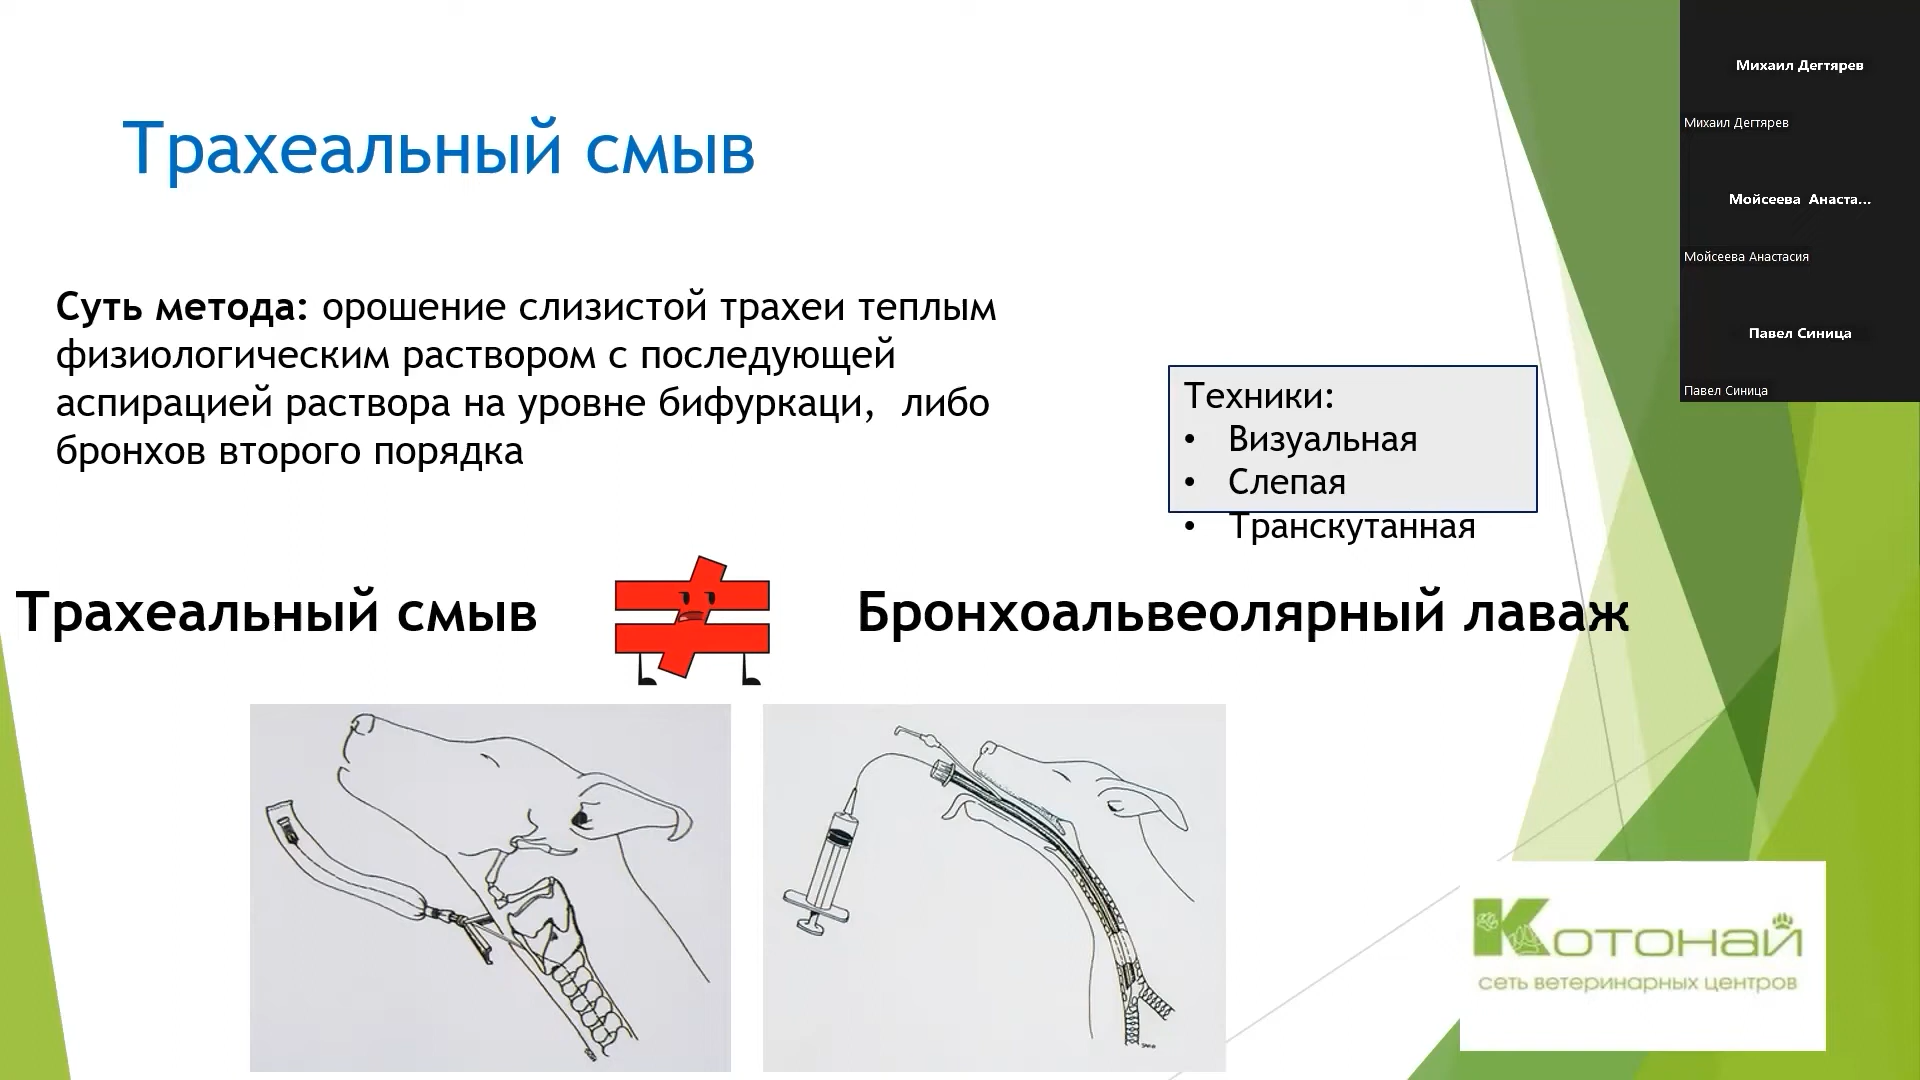 Трахеальный смыв
Суть метода: орошение слизистой трахеи теплым
физиологическим раствором с последующей
аспирацией раствора на уровне бифуркаци, либо
бронхов второго порядка
Техники:
• Визуальная
• Слепая
• Транскутанная
Трахеальный смыв
Бронхоальвеолярный лаваж
Котонай
сеть ветеринарных центров
Михаил Дегтярев
Михаил Дегтярев
Мойсеева Анаста...
Мойсеева Анастасия
Павел Синица
Павел Синица